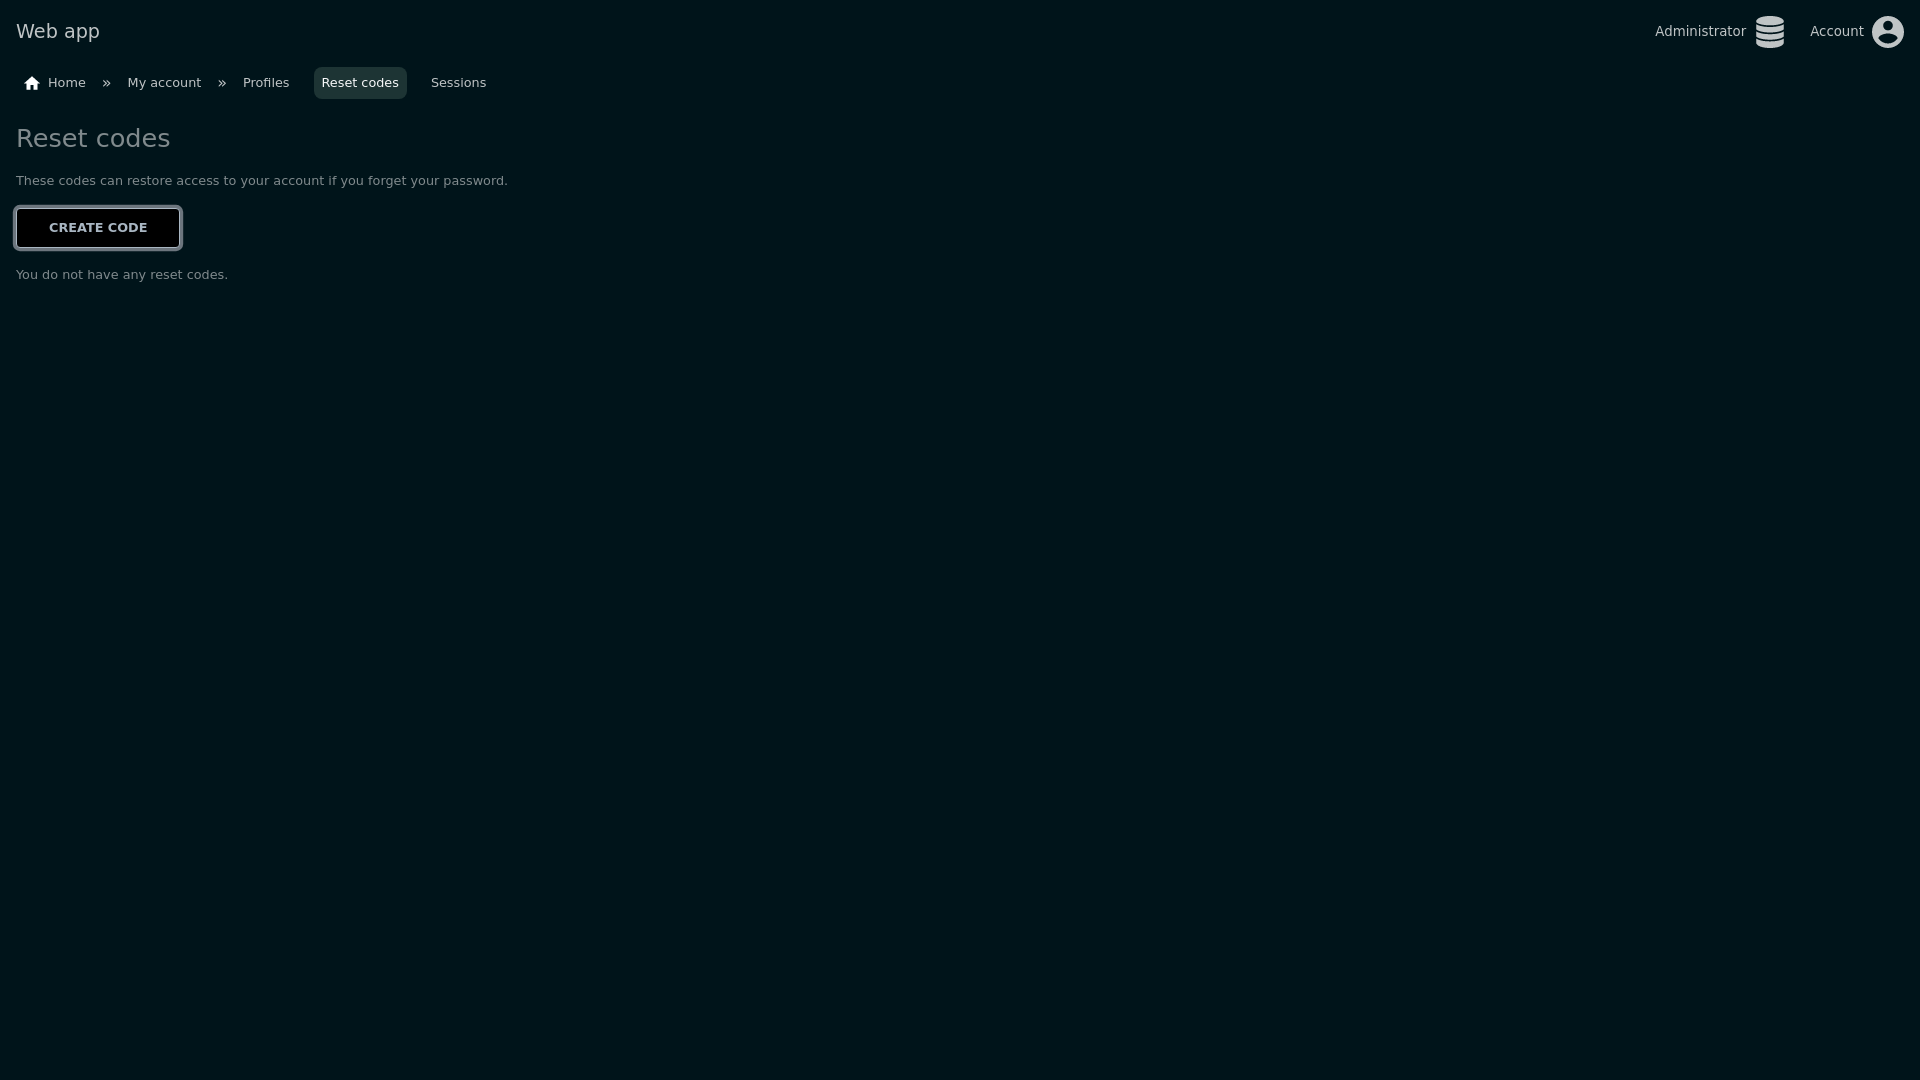 Web app
Administrator
Account
Home » My account » Profiles Reset codes Sessions
Reset codes
These codes can restore access to your account if you forget your password.
CREATE CODE
You do not have any reset codes.